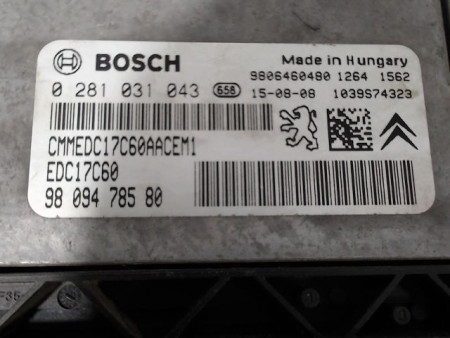 BOSCH
Made in Hungary
9806460480 1264 1562
0 281 031 043 656 15-08-08 1039S74323
CMMEDC17C60AACEM1
EDC17C60
98 094 785 80